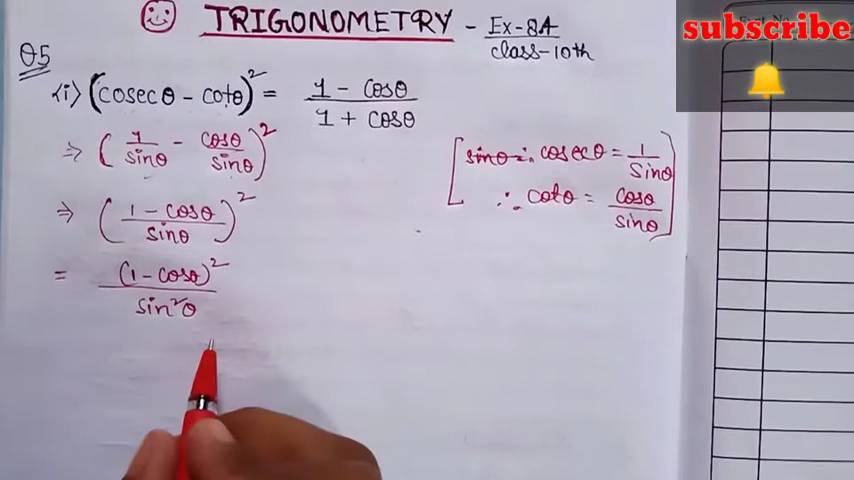 TRIGONOMETRY - Ex-8A
class-10th
subscribe
Q5
(i) (cosecθ - cotθ)² = 1 - cosθ / 1 + cosθ
⇒ (1/sinθ - cosθ/sinθ)²
[sinθ ∵ cosecθ = 1/sinθ
∴ cotθ = cosθ/sinθ]
⇒ (1 - cosθ / sinθ)²
= (1 - cosθ)² / sin²θ